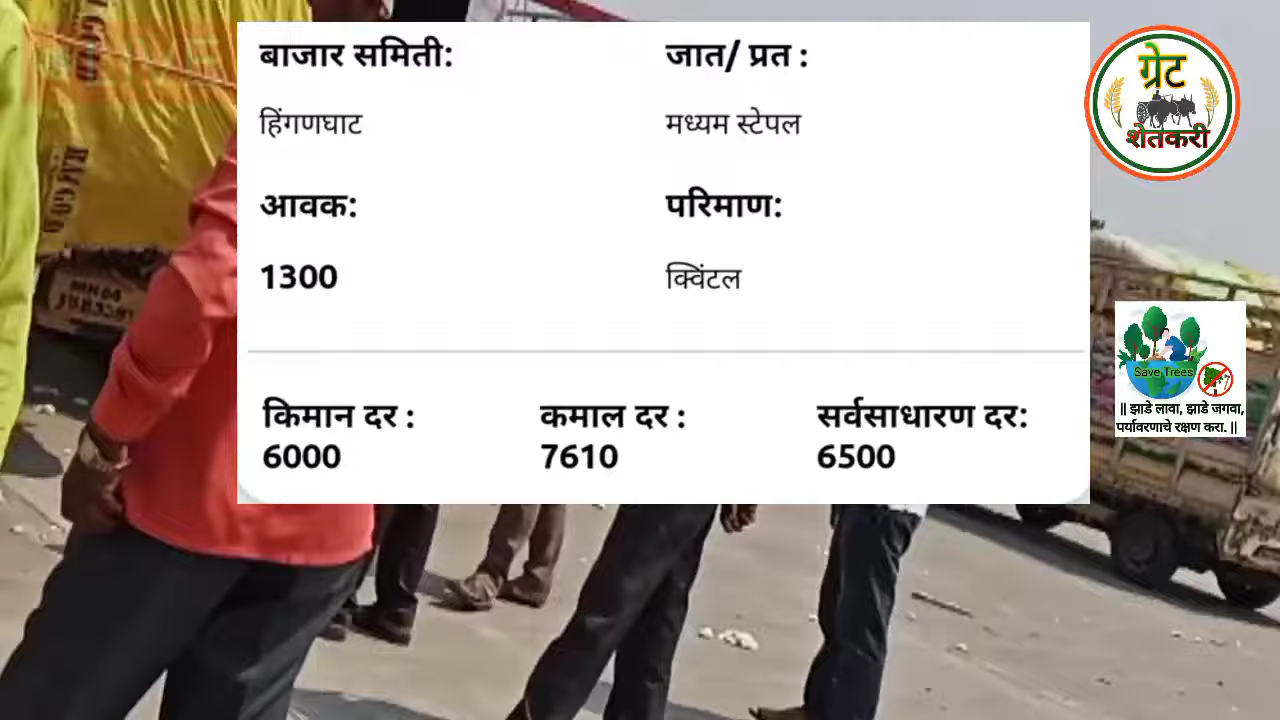 बाजार समिती:
जात/ प्रत :
हिंगणघाट
मध्यम स्टेपल
आवक:
परिमाण:
1300
क्विंटल
किमान दर :
कमाल दर :
सर्वसाधारण दर:
6000
7610
6500
ग्रेट
शेतकरी
Save Trees
|| झाडे लावा, झाडे जगवा,
पर्यावरणाचे रक्षण करा. ||